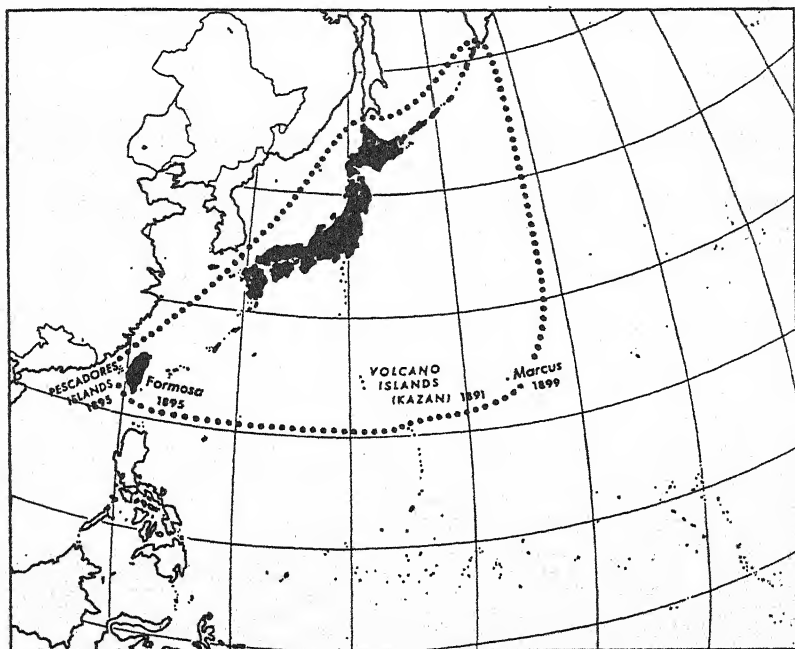 PESCADORES
ISLANDS
1895
Formosa
1895
VOLCANO
ISLANDS
(KAZAN) 1891
Marcus
1899